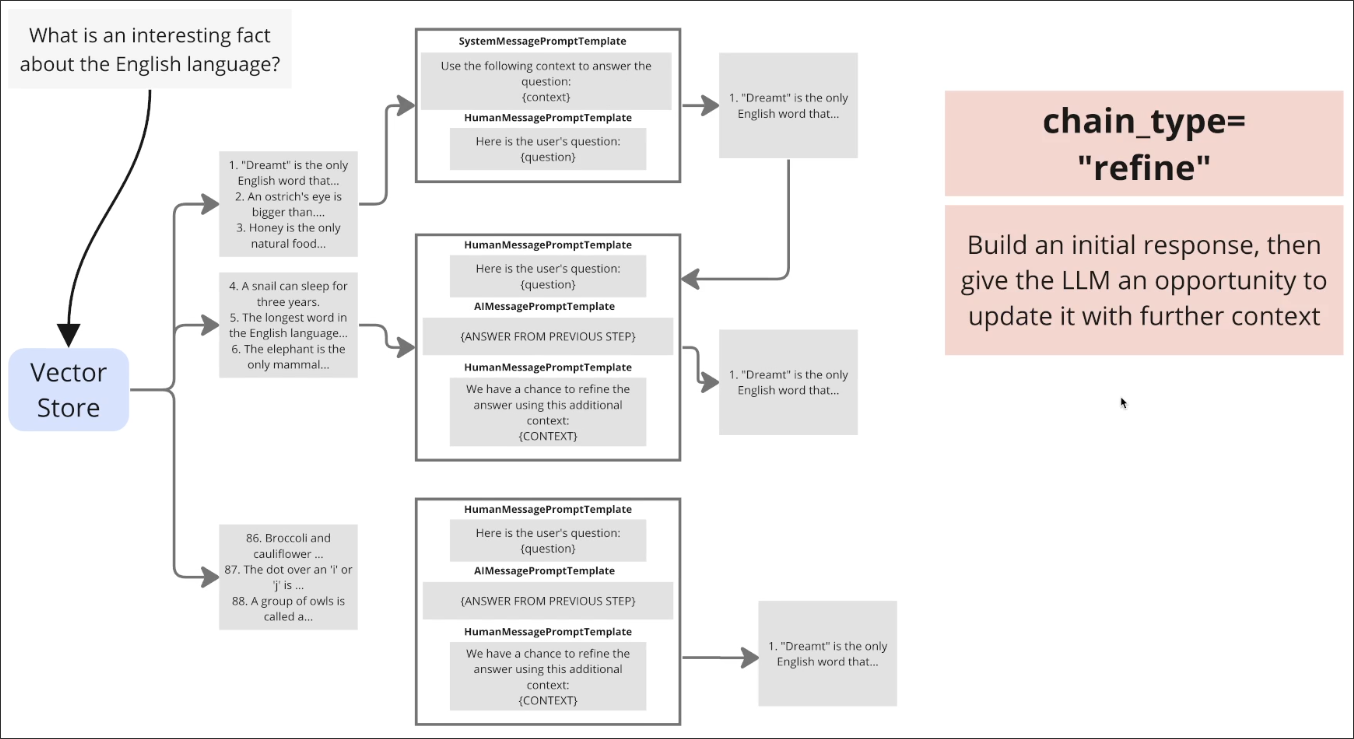 What is an interesting fact
about the English language?
Vector
Store
1. "Dreamt" is the only
English word that...
2. An ostrich's eye is
bigger than....
3. Honey is the only
natural food...
4. A snail can sleep for
three years.
5. The longest word in
the English language...
6. The elephant is the
only mammal...
86. Broccoli and
cauliflower ...
87. The dot over an 'i' or
'j' is ...
88. A group of owls is
called a...
SystemMessagePromptTemplate
Use the following context to answer the
question:
{context}
HumanMessagePromptTemplate
Here is the user's question:
{question}
1. "Dreamt" is the only
English word that...
HumanMessagePromptTemplate
Here is the user's question:
{question}
AIMessagePromptTemplate
{ANSWER FROM PREVIOUS STEP}
HumanMessagePromptTemplate
We have a chance to refine the
answer using this additional
context:
{CONTEXT}
1. "Dreamt" is the only
English word that...
HumanMessagePromptTemplate
Here is the user's question:
{question}
AIMessagePromptTemplate
{ANSWER FROM PREVIOUS STEP}
HumanMessagePromptTemplate
We have a chance to refine the
answer using this additional
context:
{CONTEXT}
1. "Dreamt" is the only
English word that...
chain_type=
"refine"
Build an initial response, then
give the LLM an opportunity to
update it with further context